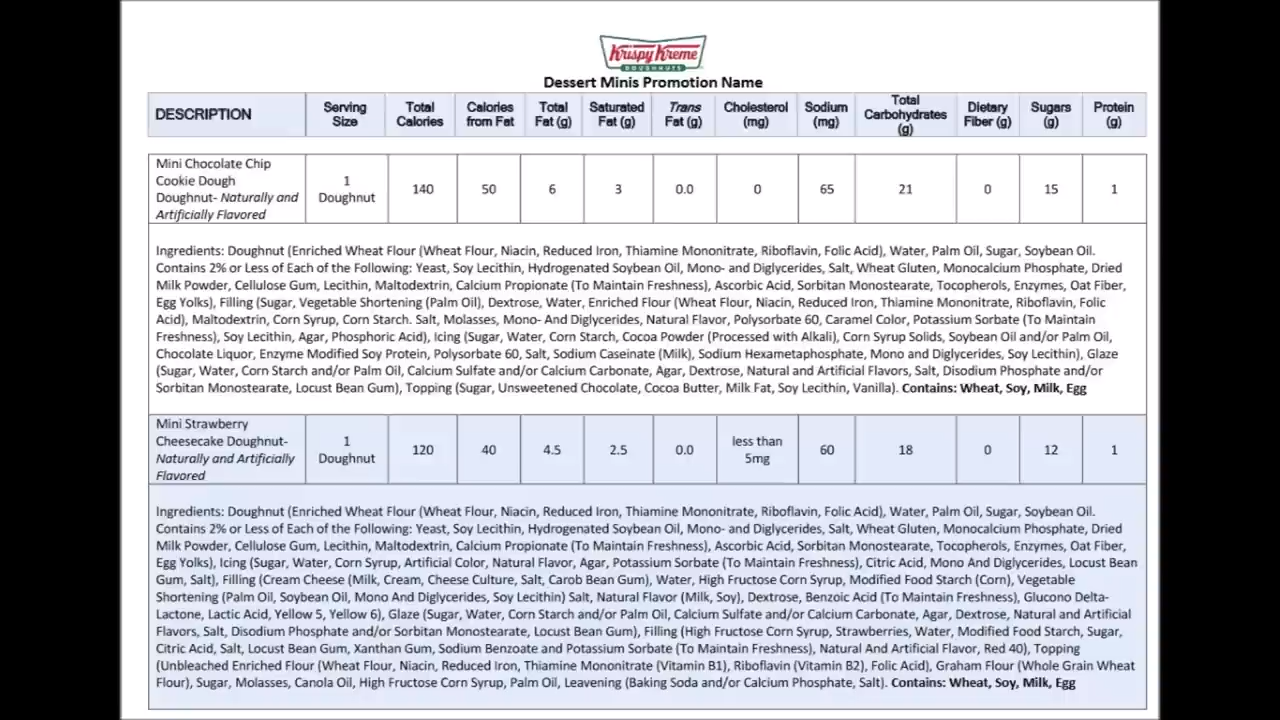 Krispy Kreme
DOUGHNUTS
Dessert Minis Promotion Name
DESCRIPTION Serving Size Total Calories Calories from Fat Total Fat (g) Saturated Fat (g) Trans Fat (g) Cholesterol (mg) Sodium (mg) Total Carbohydrates (g) Dietary Fiber (g) Sugars (g) Protein (g)
Mini Chocolate Chip
Cookie Dough
Doughnut- Naturally and
Artificially Flavored
1
Doughnut
140 50 6 3 0.0 0 65 21 0 15 1
Ingredients: Doughnut (Enriched Wheat Flour (Wheat Flour, Niacin, Reduced Iron, Thiamine Mononitrate, Riboflavin, Folic Acid), Water, Palm Oil, Sugar, Soybean Oil.
Contains 2% or Less of Each of the Following: Yeast, Soy Lecithin, Hydrogenated Soybean Oil, Mono- and Diglycerides, Salt, Wheat Gluten, Monocalcium Phosphate, Dried
Milk Powder, Cellulose Gum, Lecithin, Maltodextrin, Calcium Propionate (To Maintain Freshness), Ascorbic Acid, Sorbitan Monostearate, Tocopherols, Enzymes, Oat Fiber,
Egg Yolks), Filling (Sugar, Vegetable Shortening (Palm Oil), Dextrose, Water, Enriched Flour (Wheat Flour, Niacin, Reduced Iron, Thiamine Mononitrate, Riboflavin, Folic
Acid), Maltodextrin, Corn Syrup, Corn Starch. Salt, Molasses, Mono- And Diglycerides, Natural Flavor, Polysorbate 60, Caramel Color, Potassium Sorbate (To Maintain
Freshness), Soy Lecithin, Agar, Phosphoric Acid), Icing (Sugar, Water, Corn Starch, Cocoa Powder (Processed with Alkali), Corn Syrup Solids, Soybean Oil and/or Palm Oil,
Chocolate Liquor, Enzyme Modified Soy Protein, Polysorbate 60, Salt, Sodium Caseinate (Milk), Sodium Hexametaphosphate, Mono and Diglycerides, Soy Lecithin), Glaze
(Sugar, Water, Corn Starch and/or Palm Oil, Calcium Sulfate and/or Calcium Carbonate, Agar, Dextrose, Natural and Artificial Flavors, Salt, Disodium Phosphate and/or
Sorbitan Monostearate, Locust Bean Gum), Topping (Sugar, Unsweetened Chocolate, Cocoa Butter, Milk Fat, Soy Lecithin, Vanilla). Contains: Wheat, Soy, Milk, Egg
Mini Strawberry
Cheesecake Doughnut-
Naturally and Artificially
Flavored
1
Doughnut
120 40 4.5 2.5 0.0 less than 5mg 60 18 0 12 1
Ingredients: Doughnut (Enriched Wheat Flour (Wheat Flour, Niacin, Reduced Iron, Thiamine Mononitrate, Riboflavin, Folic Acid), Water, Palm Oil, Sugar, Soybean Oil.
Contains 2% or Less of Each of the Following: Yeast, Soy Lecithin, Hydrogenated Soybean Oil, Mono- and Diglycerides, Salt, Wheat Gluten, Monocalcium Phosphate, Dried
Milk Powder, Cellulose Gum, Lecithin, Maltodextrin, Calcium Propionate (To Maintain Freshness), Ascorbic Acid, Sorbitan Monostearate, Tocopherols, Enzymes, Oat Fiber,
Egg Yolks), Icing (Sugar, Water, Corn Syrup, Artificial Color, Natural Flavor, Agar, Potassium Sorbate (To Maintain Freshness), Citric Acid, Mono And Diglycerides, Locust Bean
Gum, Salt), Filling (Cream Cheese (Milk, Cream, Cheese Culture, Salt, Carob Bean Gum), Water, High Fructose Corn Syrup, Modified Food Starch (Corn), Vegetable
Shortening (Palm Oil, Soybean Oil, Mono And Diglycerides, Soy Lecithin) Salt, Natural Flavor (Milk, Soy), Dextrose, Benzoic Acid (To Maintain Freshness), Glucono Delta-
Lactone, Lactic Acid, Yellow 5, Yellow 6), Glaze (Sugar, Water, Corn Starch and/or Palm Oil, Calcium Sulfate and/or Calcium Carbonate, Agar, Dextrose, Natural and Artificial
Flavors, Salt, Disodium Phosphate and/or Sorbitan Monostearate, Locust Bean Gum), Filling (High Fructose Corn Syrup, Strawberries, Water, Modified Food Starch, Sugar,
Citric Acid, Salt, Locust Bean Gum, Xanthan Gum, Sodium Benzoate and Potassium Sorbate (To Maintain Freshness), Natural And Artificial Flavor, Red 40), Topping
(Unbleached Enriched Flour (Wheat Flour, Niacin, Reduced Iron, Thiamine Mononitrate (Vitamin B1), Riboflavin (Vitamin B2), Folic Acid), Graham Flour (Whole Grain Wheat
Flour), Sugar, Molasses, Canola Oil, High Fructose Corn Syrup, Palm Oil, Leavening (Baking Soda and/or Calcium Phosphate, Salt). Contains: Wheat, Soy, Milk, Egg